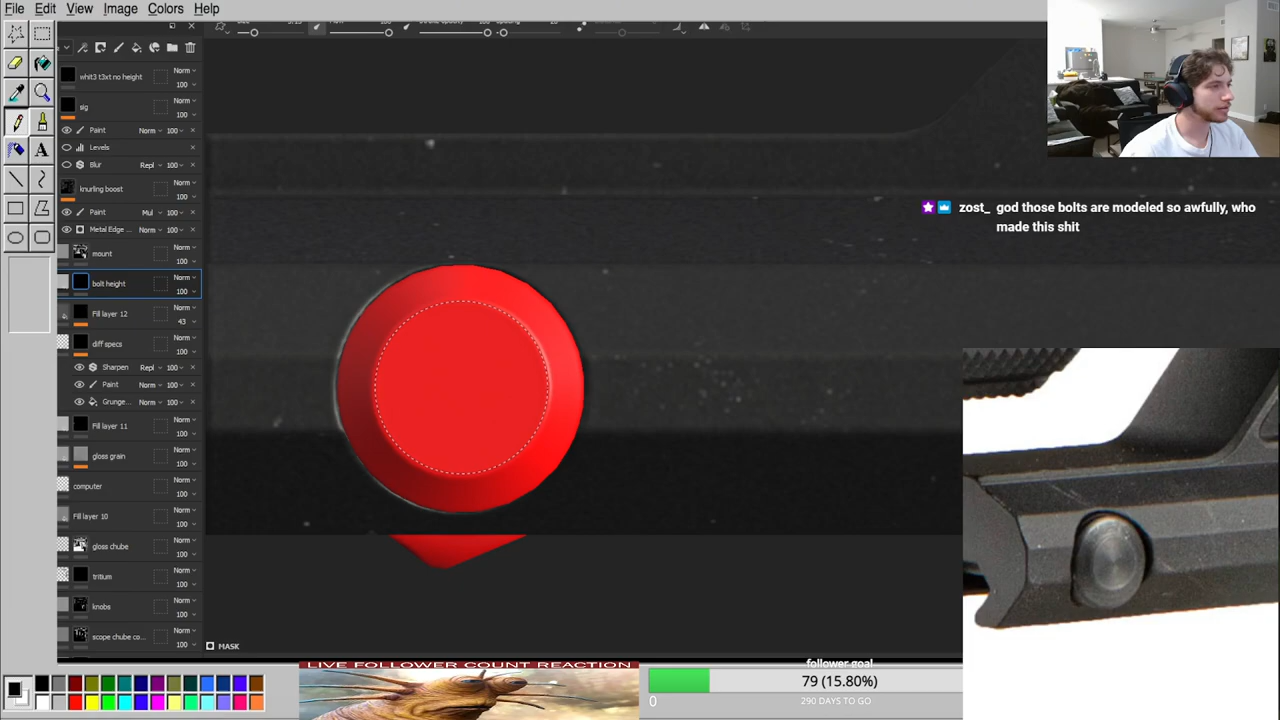 File Edit View Image Colors Help
whit3 t3xt no height Norm 100
sig Norm 100
Paint Norm 100
Levels
Blur Repl 100
knurling boost Norm 100
Paint Mul 100
Metal Edge ... Norm 100
mount Norm 100
bolt height Norm 100
Fill layer 12 Norm 43
diff specs Norm 100
Sharpen Repl 100
Paint Norm 100
Grunge... Norm 100
Fill layer 11 Norm 100
gloss grain Norm 100
computer Norm 100
Fill layer 10 Norm 100
gloss chube Norm 100
tritium Norm 100
knobs Norm 100
scope chube co... Norm 100
MASK
zost_ god those bolts are modeled so awfully, who
made this shit
LIVE FOLLOWER COUNT REACTION
follower goal
79 (15.80%)
0
290 DAYS TO GO